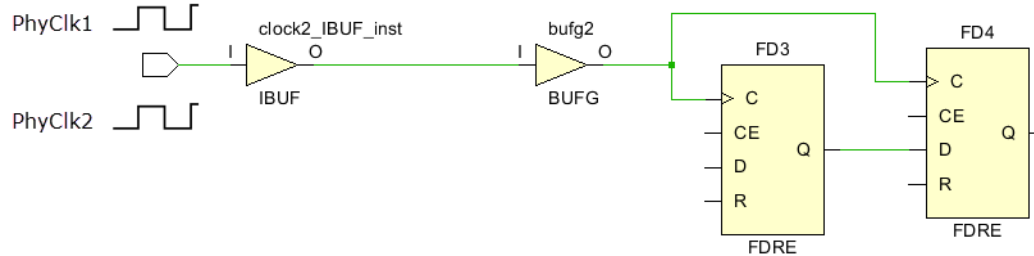 PhyClk1
clock2_IBUF_inst
I
O
IBUF
PhyClk2
bufg2
I
O
BUFG
FD3
C
CE
D
R
Q
FDRE
FD4
C
CE
D
R
Q
FDRE